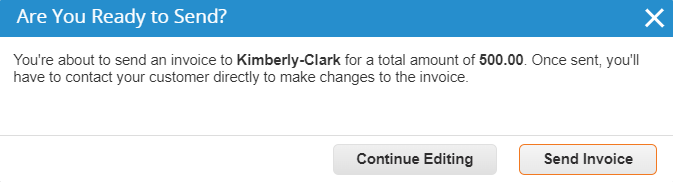 Are You Ready to Send?
You're about to send an invoice to Kimberly-Clark for a total amount of 500.00. Once sent, you'll
have to contact your customer directly to make changes to the invoice.
Continue Editing
Send Invoice